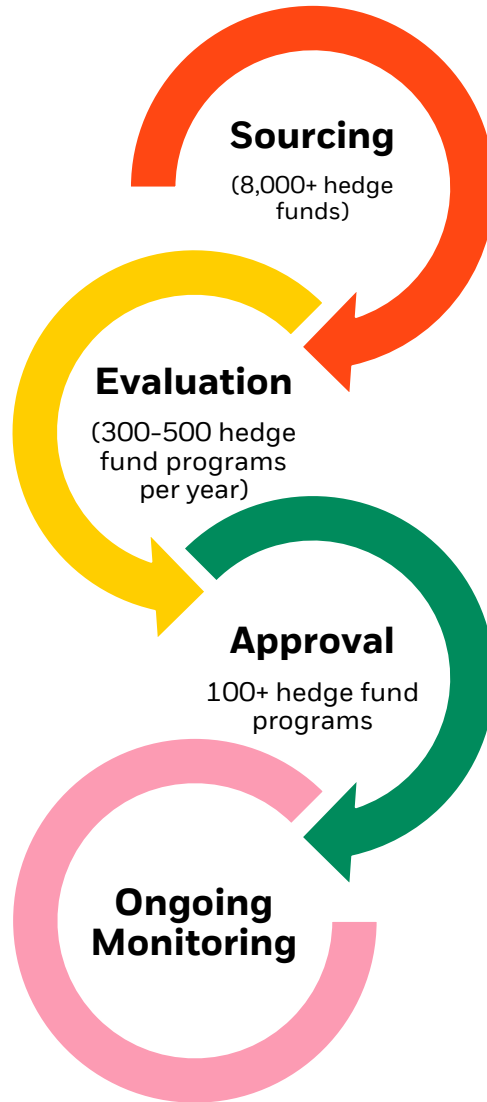 Sourcing
(8,000+ hedge
funds)
Evaluation
(300-500 hedge
fund programs
per year)
Approval
100+ hedge fund
programs
Ongoing
Monitoring